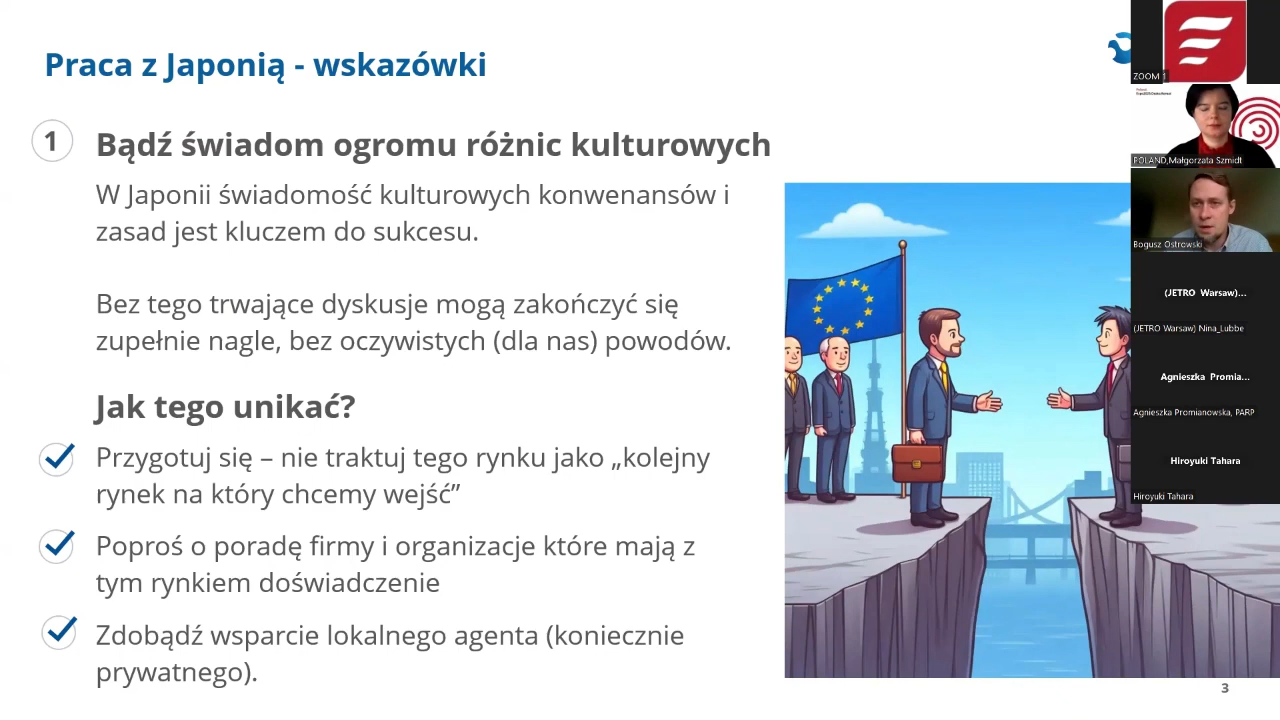 Praca z Japonią - wskazówki
1
Bądź świadom ogromu różnic kulturowych
W Japonii świadomość kulturowych konwenansów i
zasad jest kluczem do sukcesu.
Bez tego trwające dyskusje mogą zakończyć się
zupełnie nagle, bez oczywistych (dla nas) powodów.
Jak tego unikać?
Przygotuj się – nie traktuj tego rynku jako „kolejny
rynek na który chcemy wejść”
Poproś o poradę firmy i organizacje które mają z
tym rynkiem doświadczenie
Zdobądź wsparcie lokalnego agenta (koniecznie
prywatnego).
3
ZOOM 1
POLAND,Małgorzata Szmidt
Bogusz Ostrowski
(JETRO Warsaw)...
(JETRO Warsaw) Nina_Lubbe
Agnieszka Promia...
Agnieszka Promianowska, PARP
Hiroyuki Tahara
Hiroyuki Tahara